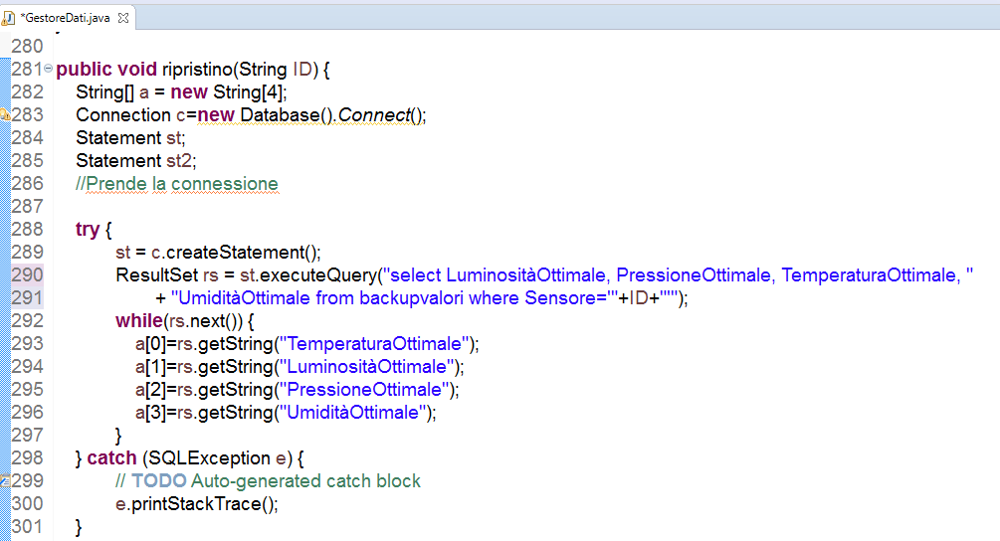 *GestoreDati.java
280
281 public void ripristino(String ID) {
282 String[] a = new String[4];
283 Connection c=new Database().Connect();
284 Statement st;
285 Statement st2;
286 //Prende la connessione
287
288 try {
289 st = c.createStatement();
290 ResultSet rs = st.executeQuery("select LuminositàOttimale, PressioneOttimale, TemperaturaOttimale, "
291 + "UmiditàOttimale from backupvalori where Sensore='"+ID+"'");
292 while(rs.next()) {
293 a[0]=rs.getString("TemperaturaOttimale");
294 a[1]=rs.getString("LuminositàOttimale");
295 a[2]=rs.getString("PressioneOttimale");
296 a[3]=rs.getString("UmiditàOttimale");
297 }
298 } catch (SQLException e) {
299 // TODO Auto-generated catch block
300 e.printStackTrace();
301 }